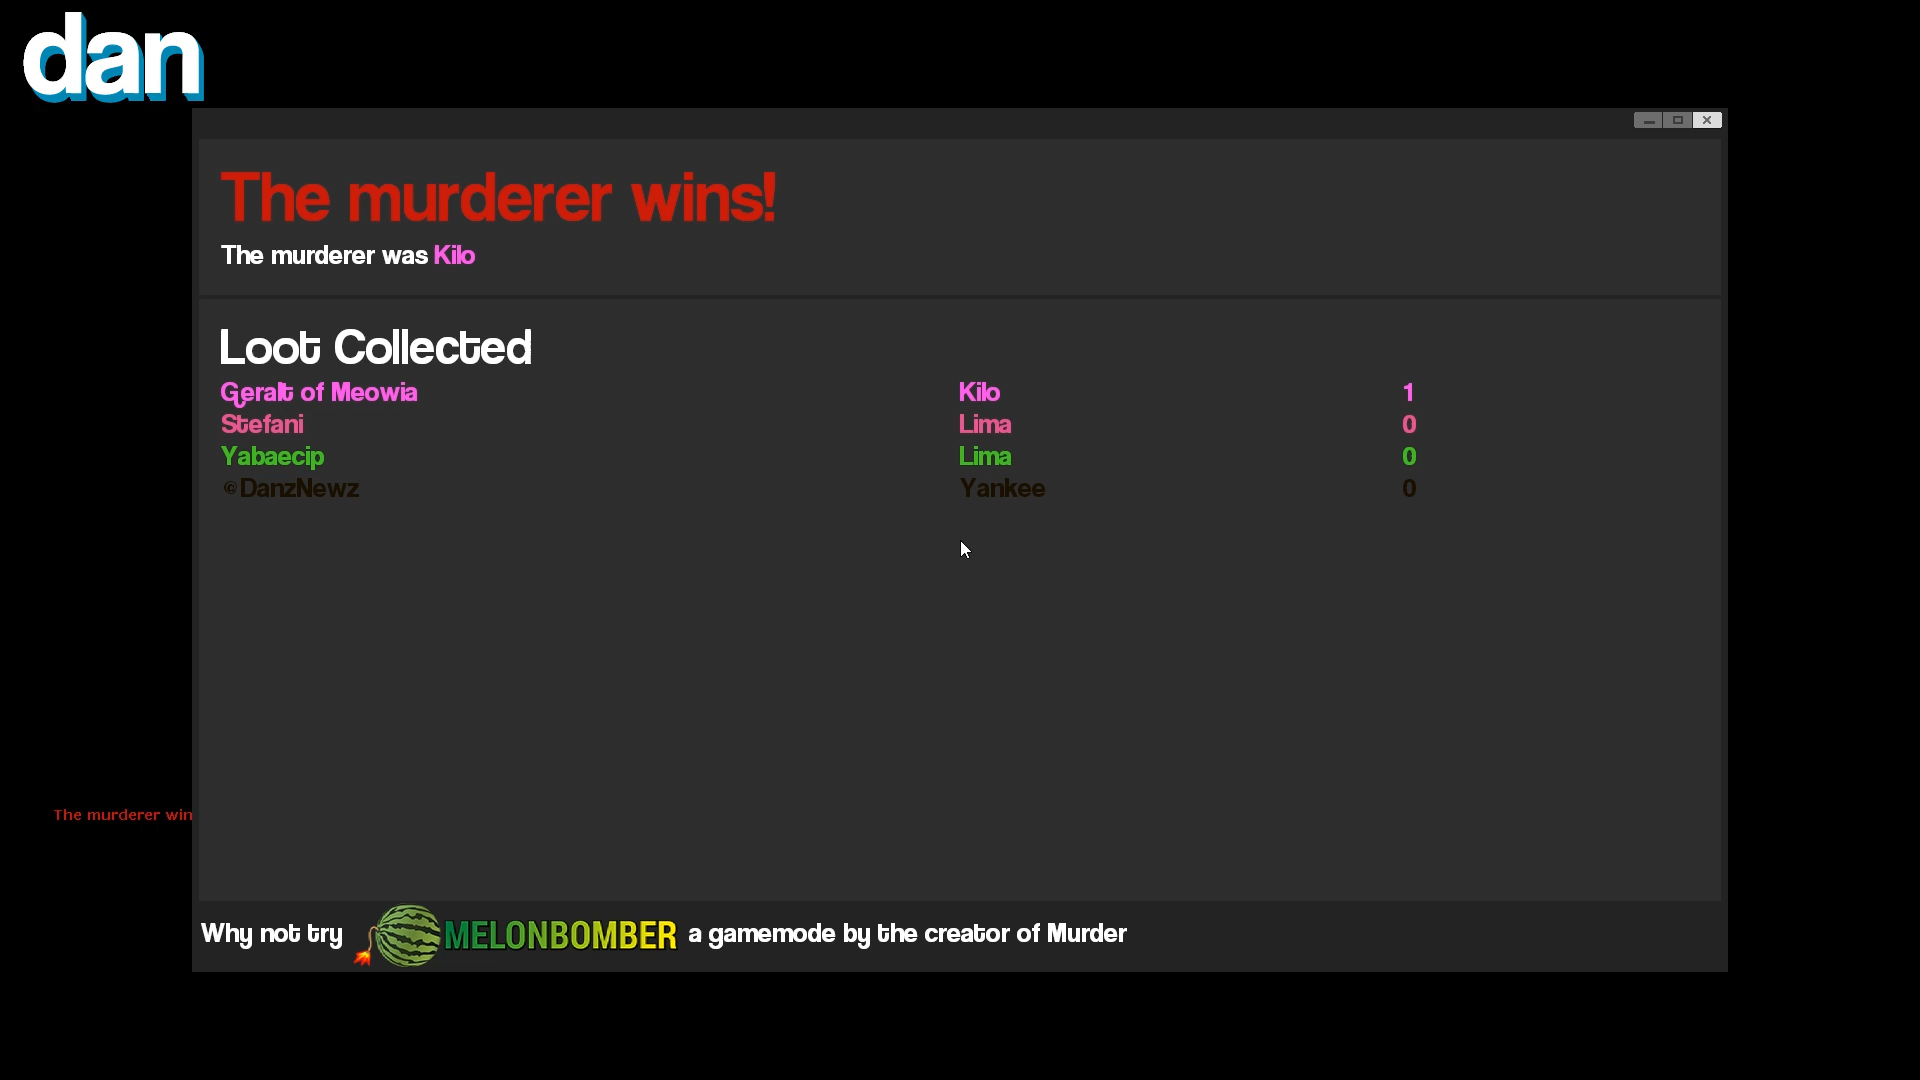 dan
The murderer wins!
The murderer was Kilo
Loot Collected
Geralt of Meowia Kilo 1
Stefani Lima 0
Yabaecip Lima 0
©DanzNewz Yankee 0
The murderer win
Why not try MELONBOMBER a gamemode by the creator of Murder